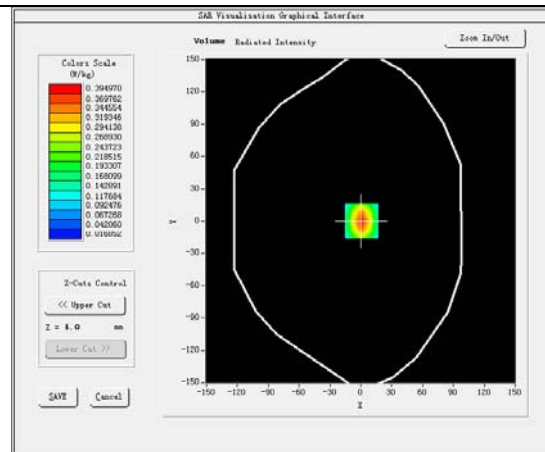 SAR Visualisation Graphical Interface
Volume Radiated Intensity
Zoom In/Out
Colors Scale
(W/kg)
0.394970
0.369762
0.344554
0.319346
0.294138
0.268930
0.243723
0.218515
0.193307
0.168099
0.142891
0.117684
0.092476
0.067268
0.042060
0.016852
150
120
90
60
30
0
-30
-60
-90
-120
-150
Y
-150 -120 -90 -60 -30 0 30 60 90 120 150
X
Z-Cuts Control
<< Upper Cut
Z = 4.0 mm
Lower Cut >>
SAVE Cancel